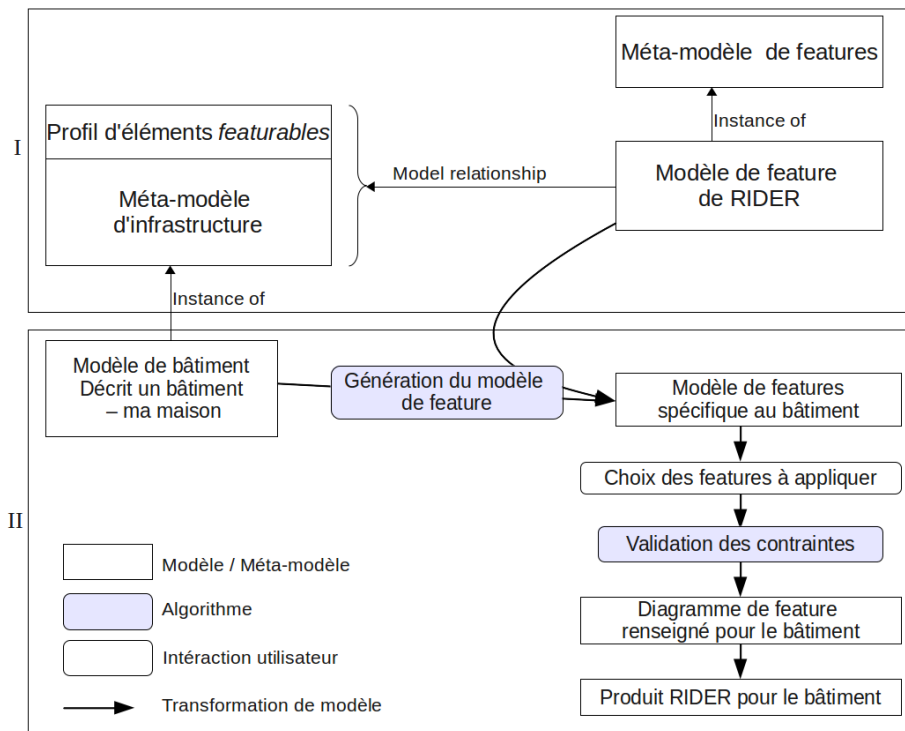 I
Méta-modèle de features
Instance of
Profil d'éléments featurables
Méta-modèle
d'infrastructure
Model relationship
Modèle de feature
de RIDER
Instance of
II
Modèle de bâtiment
Décrit un bâtiment
– ma maison
Génération du modèle
de feature
Modèle de features
spécifique au bâtiment
Choix des features à appliquer
Validation des contraintes
Diagramme de feature
renseigné pour le bâtiment
Produit RIDER pour le bâtiment
Modèle / Méta-modèle
Algorithme
Intéraction utilisateur
Transformation de modèle